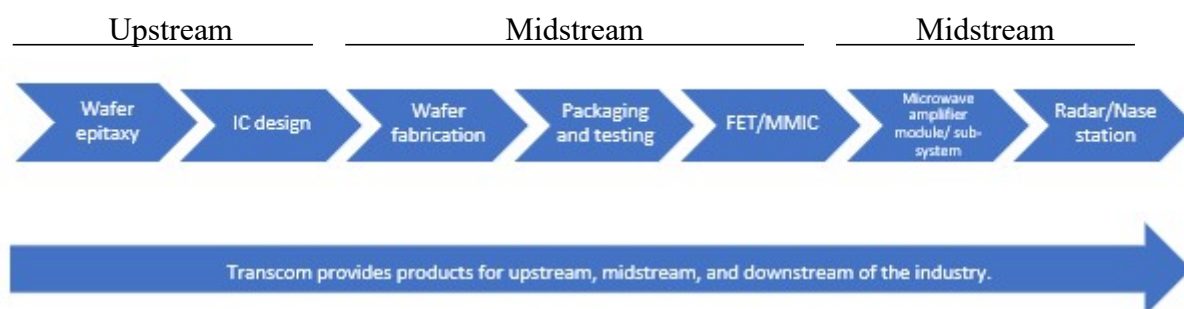 Upstream Midstream Midstream
Wafer
epitaxy
IC design
Wafer
fabrication
Packaging
and testing
FET/MMIC
Microwave
amplifier
module/ sub-
system
Radar/Nase
station
Transcom provides products for upstream, midstream, and downstream of the industry.